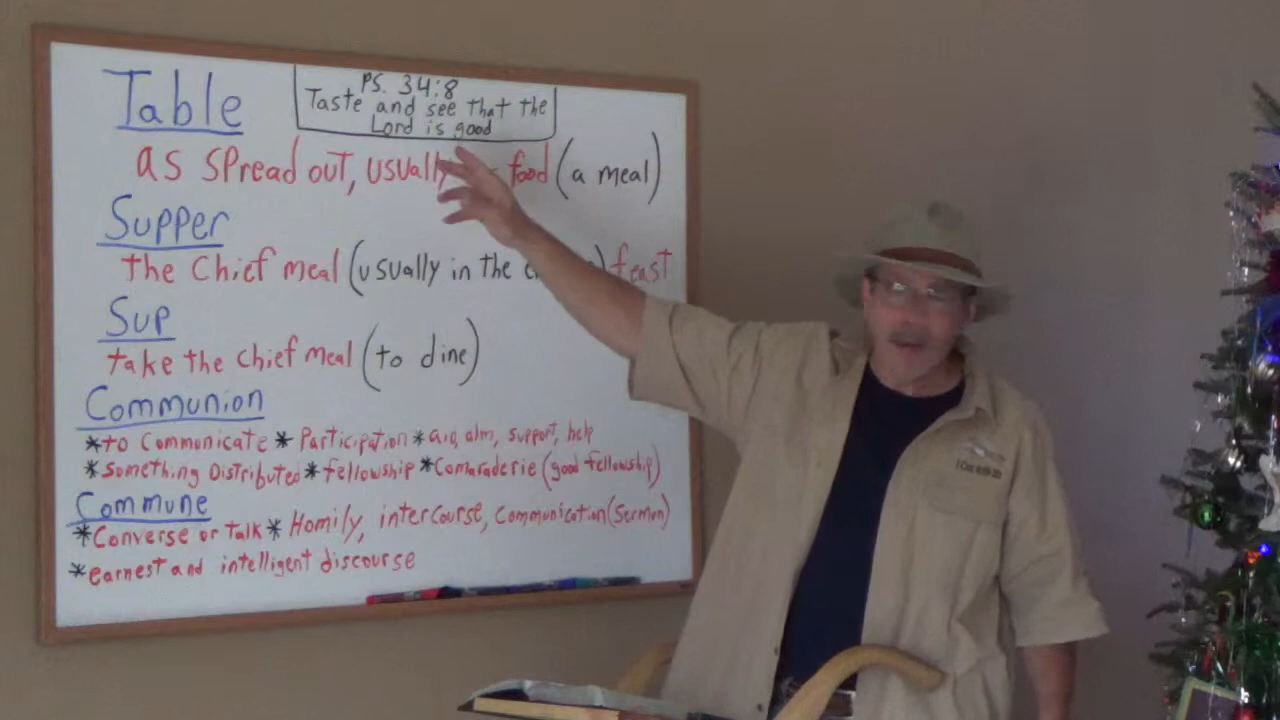 Table
PS. 34:8
Taste and see that the
Lord is good
as spread out, usually food (a meal)
Supper
the Chief meal (usually in the ) feast
Sup
take the chief meal (to dine)
Communion
*to Communicate * Participation * aid, alm, support, help
*something Distributed * fellowship *Comaraderie (good fellowship)
Commune
*Converse or Talk * Homily, intercourse, Communication (Sermon)
*earnest and intelligent discourse